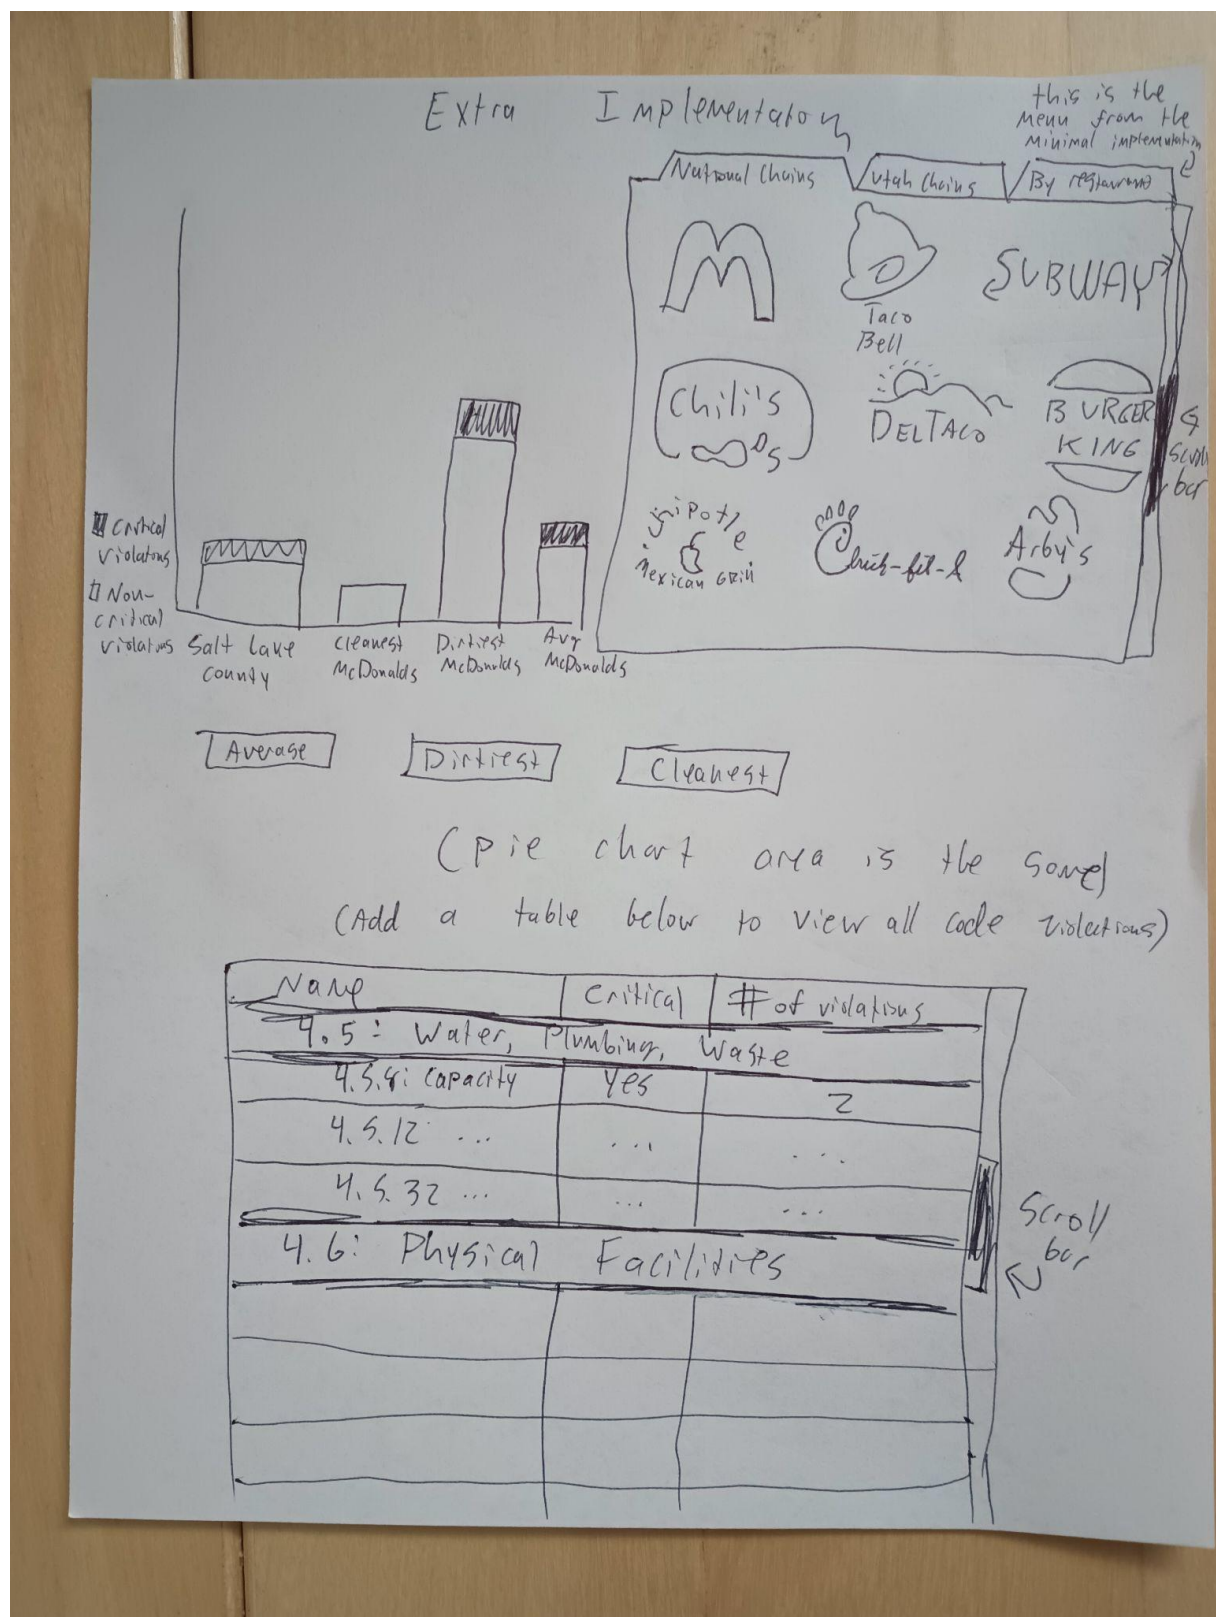 Extra Implementation
this is the
menu from the
minimal implementation
National Chains
Utah Chains
By restaurant
M
Taco
Bell
SUBWAY
Chili's
DEL TACO
BURGER
KING
Chipotle
Mexican Grill
Chick-fil-A
Arby's
scroll
bar
Critical
violations
Non-
critical
violations
Salt Lake
County
Cleanest
McDonalds
Dirtiest
McDonalds
Avg
McDonalds
Average
Dirtiest
Cleanest
(pie chart area is the same)
(Add a table below to view all code violations)
Name Critical # of violations
4.5: Water, Plumbing, Waste
4.5.8: Capacity Yes 2
4.5.12 ... ... ...
4.5.32 ... ... ...
4.6: Physical Facilities
Scroll
bar